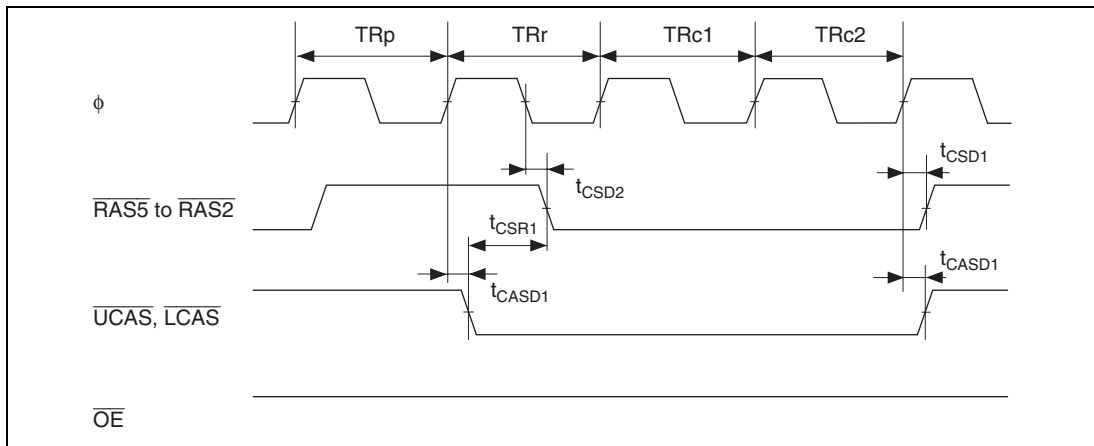 TRp TRr TRc1 TRc2
ϕ
tCSD1
tCSD2
RAS5 to RAS2
tCSR1
tCASD1
tCASD1
UCAS, LCAS
OE